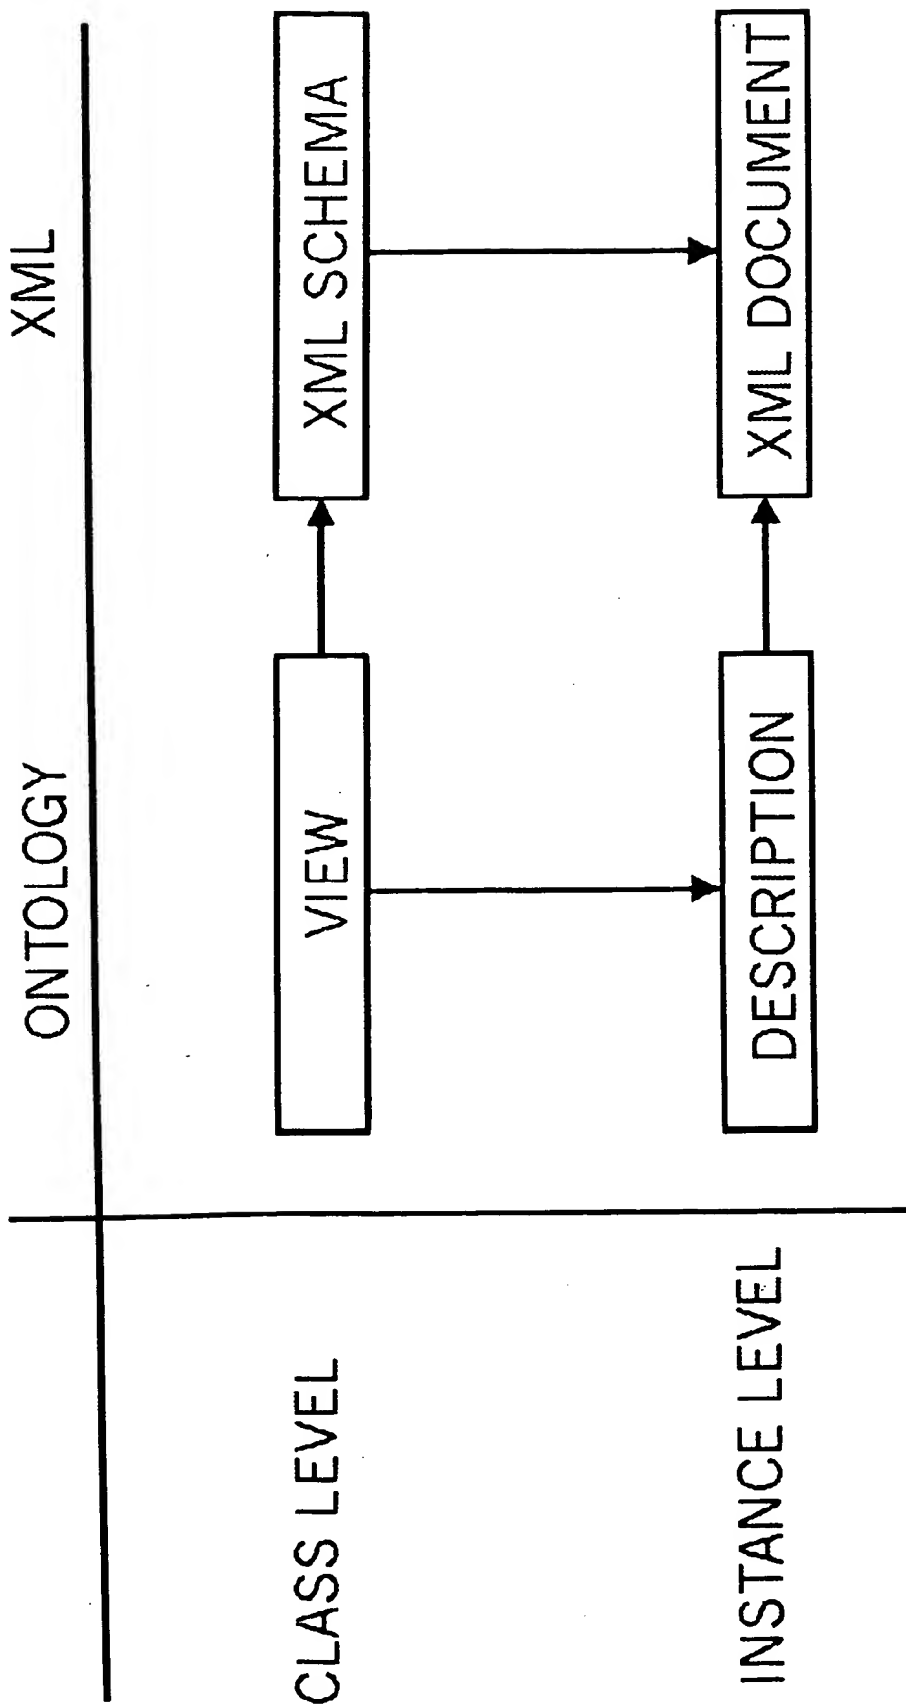 ONTOLOGY
XML
CLASS LEVEL
VIEW
XML SCHEMA
INSTANCE LEVEL
DESCRIPTION
XML DOCUMENT